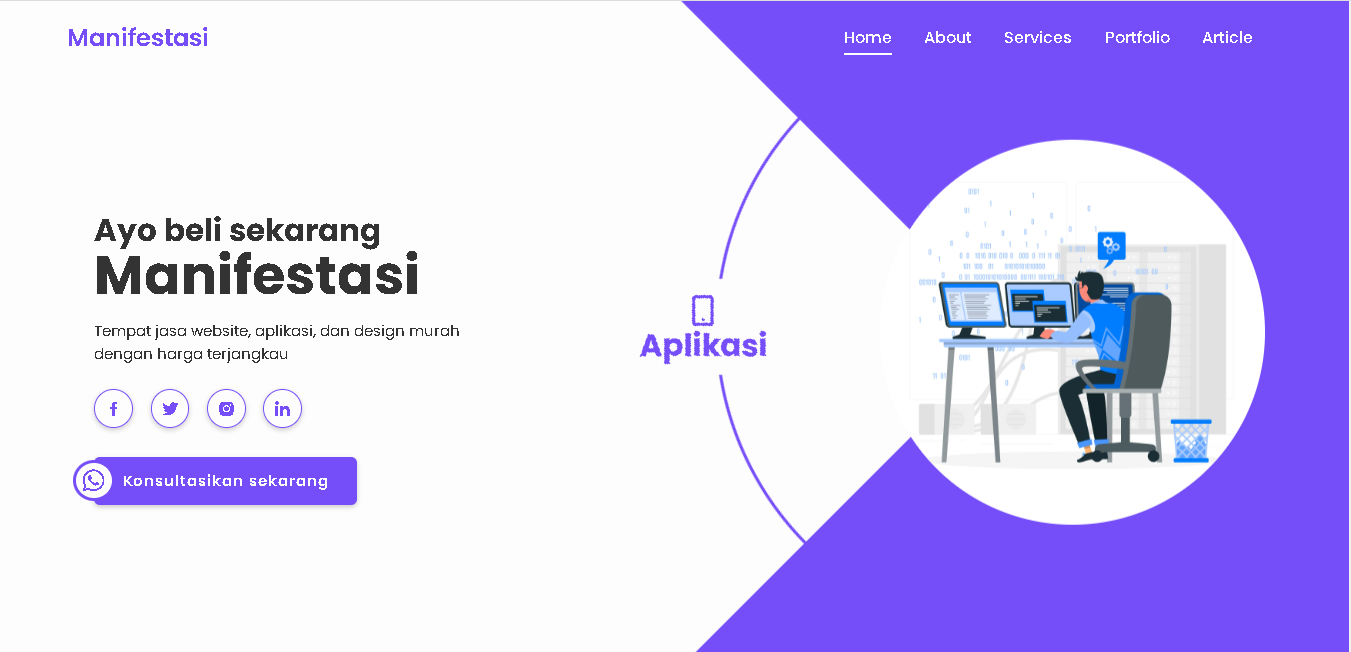 Manifestasi
Home About Services Portfolio Article
Ayo beli sekarang
Manifestasi
Tempat jasa website, aplikasi, dan design murah
dengan harga terjangkau
Konsultasikan sekarang
Aplikasi